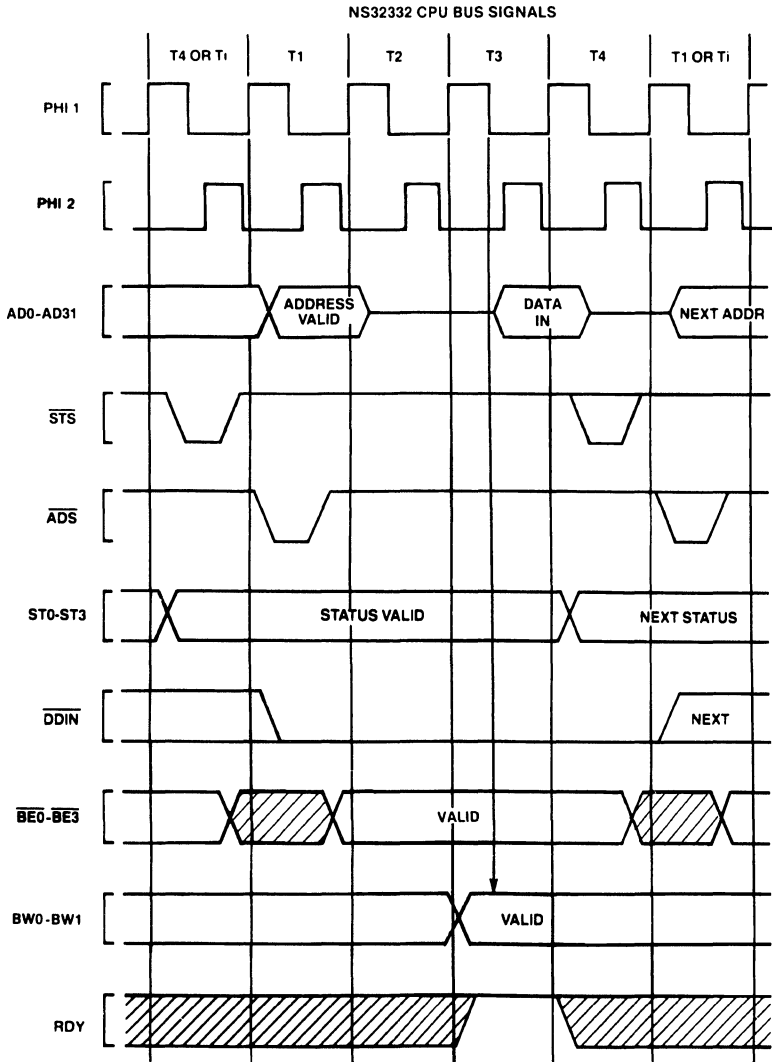 NS32332 CPU BUS SIGNALS
T4 OR Ti T1 T2 T3 T4 T1 OR Ti
PHI 1
PHI 2
AD0-AD31
ADDRESS
VALID
DATA
IN
NEXT ADDR
STS
ADS
ST0-ST3
STATUS VALID
NEXT STATUS
DDIN
NEXT
BE0-BE3
VALID
BW0-BW1
VALID
RDY